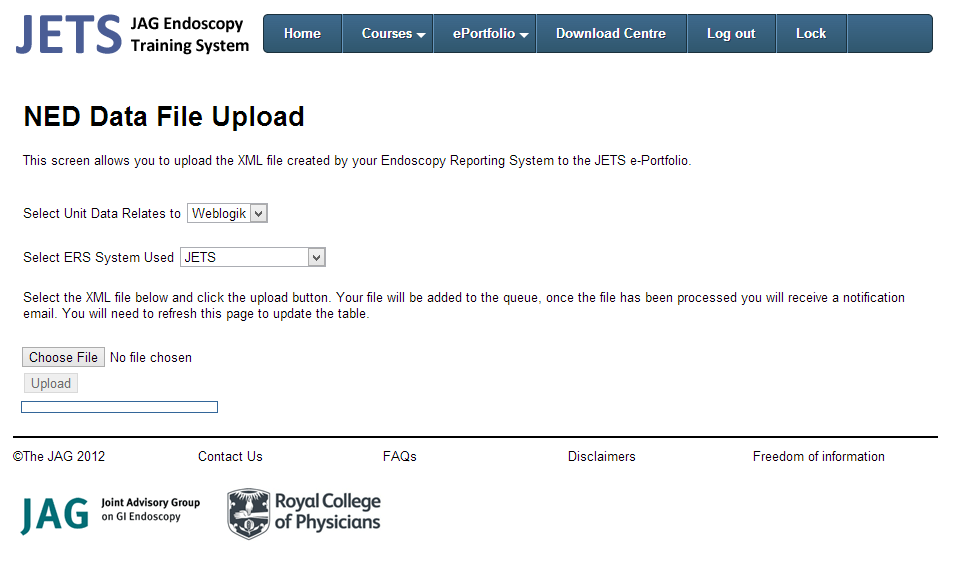 JETS JAG Endoscopy
Training System
Home Courses ePortfolio Download Centre Log out Lock
NED Data File Upload
This screen allows you to upload the XML file created by your Endoscopy Reporting System to the JETS e-Portfolio.
Select Unit Data Relates to Weblogik
Select ERS System Used JETS
Select the XML file below and click the upload button. Your file will be added to the queue, once the file has been processed you will receive a notification
email. You will need to refresh this page to update the table.
Choose File No file chosen
Upload
©The JAG 2012 Contact Us FAQs Disclaimers Freedom of information
JAG Joint Advisory Group
on GI Endoscopy
Royal College
of Physicians